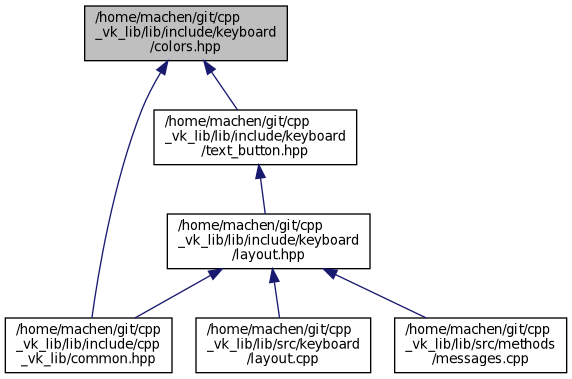 /home/machen/git/cpp
_vk_lib/lib/include/keyboard
/colors.hpp
/home/machen/git/cpp
_vk_lib/lib/include/keyboard
/text_button.hpp
/home/machen/git/cpp
_vk_lib/lib/include/keyboard
/layout.hpp
/home/machen/git/cpp
_vk_lib/lib/include/cpp
_vk_lib/common.hpp
/home/machen/git/cpp
_vk_lib/lib/src/keyboard
/layout.cpp
/home/machen/git/cpp
_vk_lib/lib/src/methods
/messages.cpp